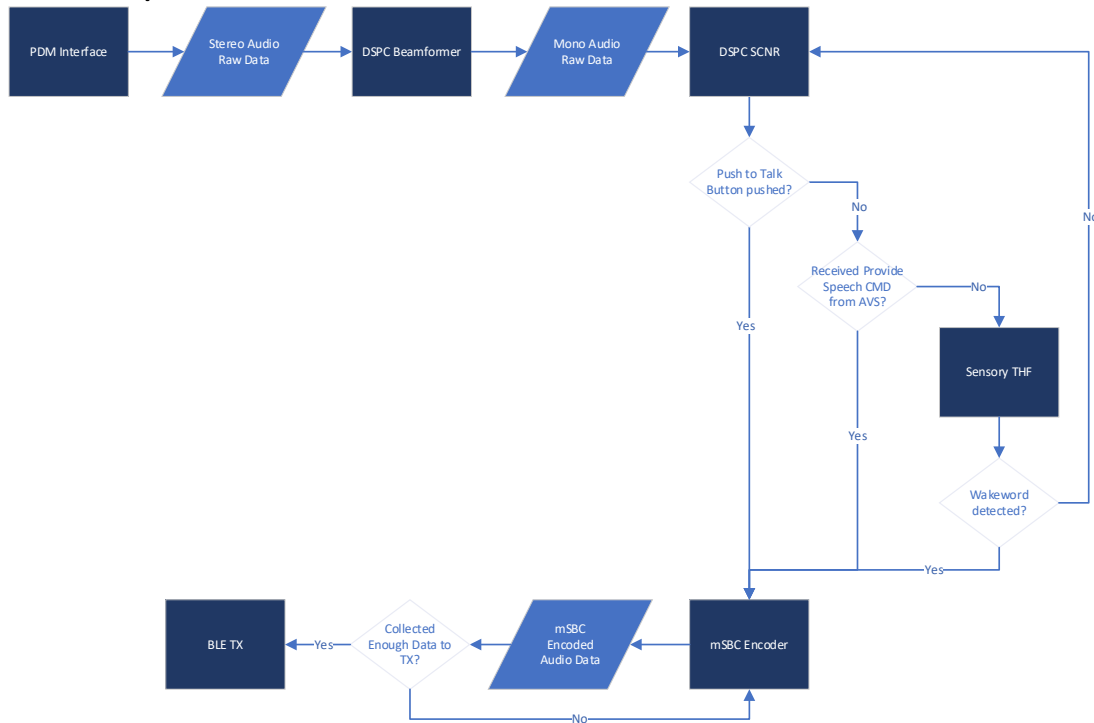 PDM Interface
Stereo Audio
Raw Data
DSPC Beamformer
Mono Audio
Raw Data
DSPC SCNR
Push to Talk
Button pushed?
No
No
Received Provide
Speech CMD
from AVS?
No
Yes
Sensory THF
Yes
Wakeword
detected?
Yes
BLE TX
Yes
Collected
Enough Data to
TX?
mSBC
Encoded
Audio Data
mSBC Encoder
No